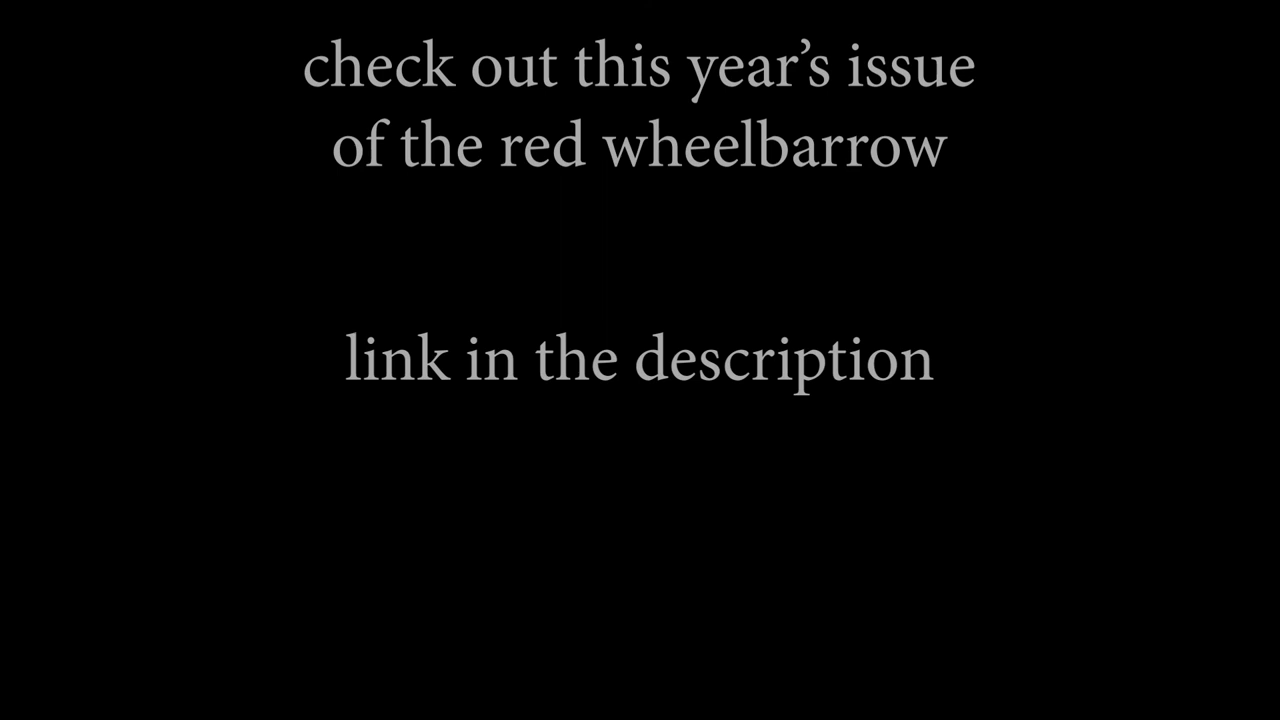 check out this year’s issue
of the red wheelbarrow
link in the description